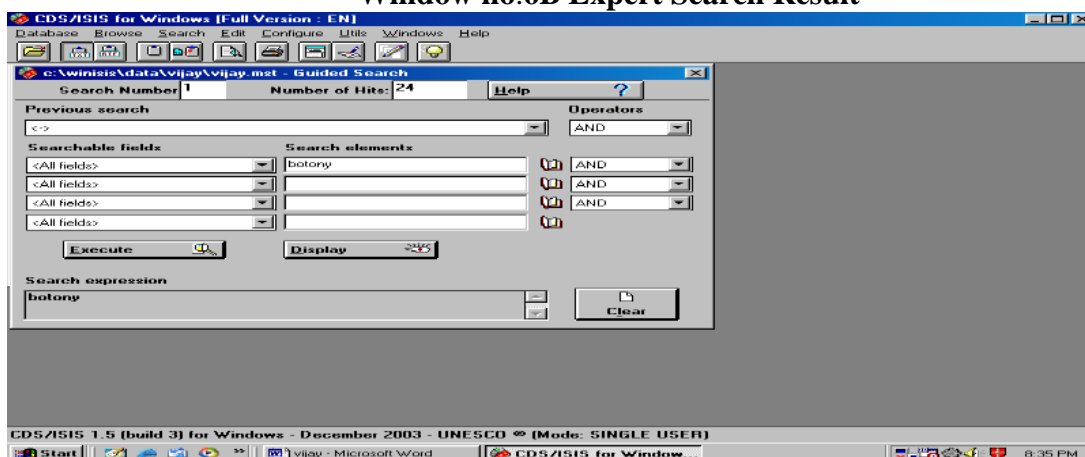 Window no.6B Expert Search Result
CDS/ISIS for Windows [Full Version : EN]
Database Browse Search Edit Configure Utils Windows Help
c:\winisis\data\vijay\vijay.mst - Guided Search
Search Number 1 Number of Hits: 24 Help ?
Previous search Operators
<-> AND
Searchable fields Search elements
<All fields> botony AND
<All fields> AND
<All fields> AND
<All fields>
Execute Display
Search expression
botony
Clear
CDS/ISIS 1.5 (build 3) for Windows - December 2003 - UNESCO (Mode: SINGLE USER)
Start vijay - Microsoft Word CDS/ISIS for Window... 8:35 PM